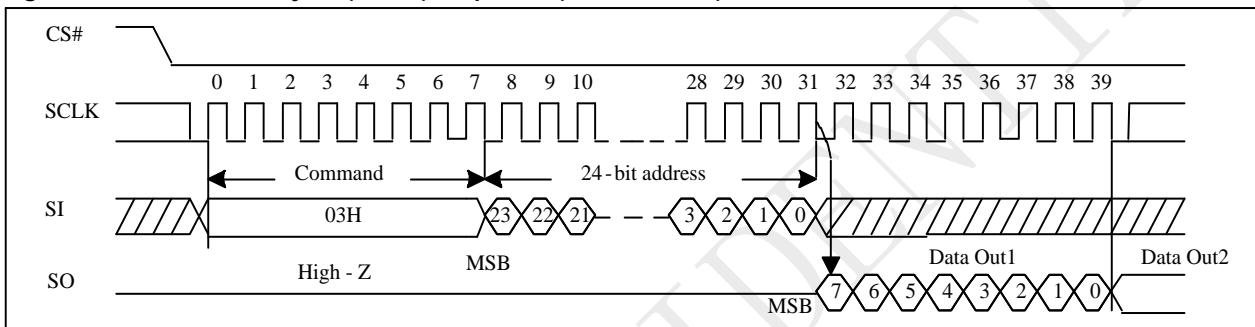 CS#
0 1 2 3 4 5 6 7 8 9 10 28 29 30 31 32 33 34 35 36 37 38 39
SCLK
Command 24-bit address
SI 03H 23 22 21 3 2 1 0
High - Z MSB Data Out1 Data Out2
SO MSB 7 6 5 4 3 2 1 0